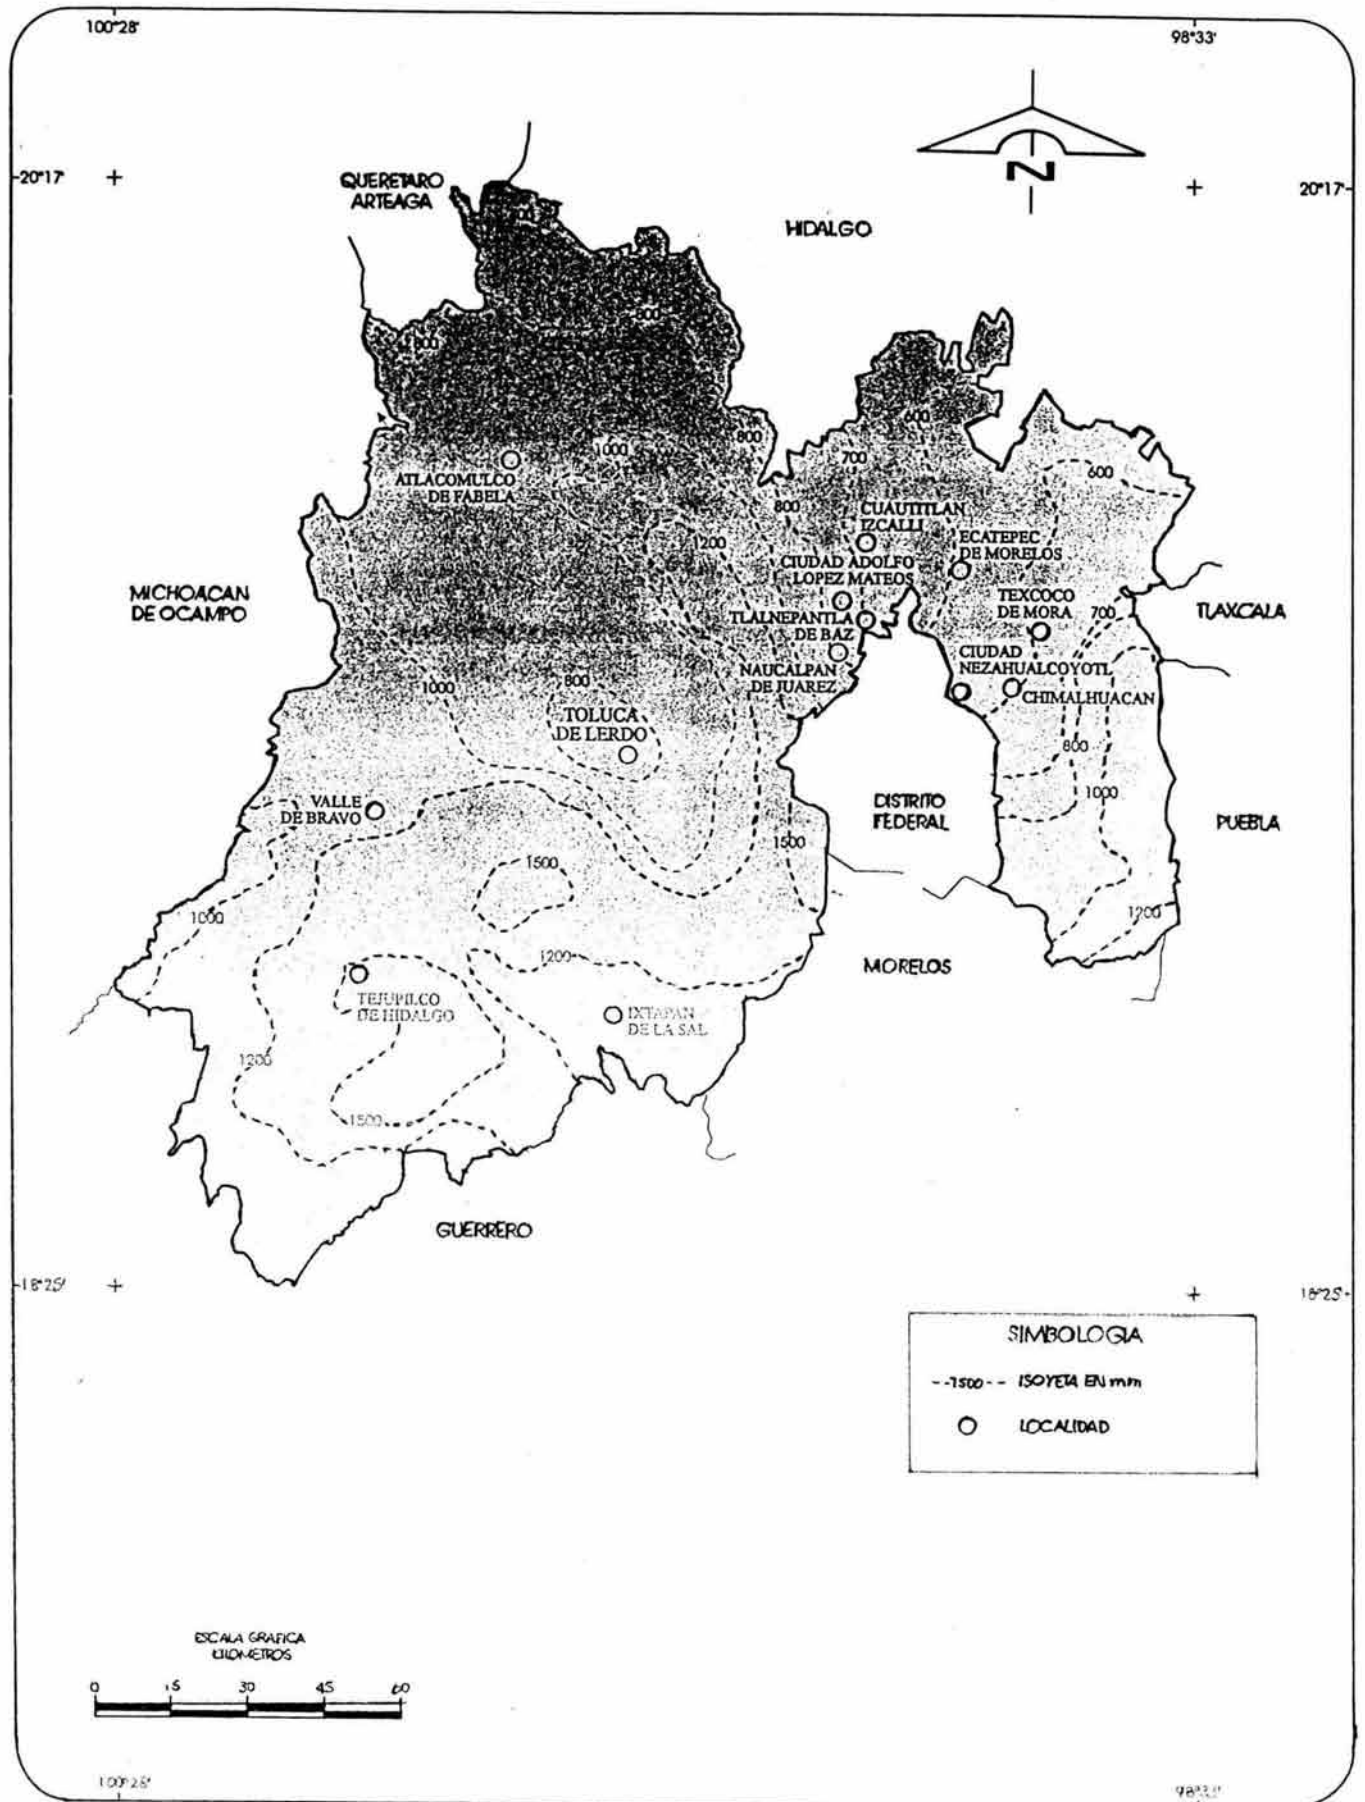 100°28'
98°33'
20°17'
20°17'
N
QUERETARO
ARTEAGA
HIDALGO
800
800
800
600
1000
700
600
ATLACOMULCO
DE FABELA
800
CUAUTITLAN
IZCALLI
200
ECATEPEC
DE MORELOS
CIUDAD ADOLFO
LOPEZ MATEOS
MICHOACAN
DE OCAMPO
TEXCOCO
DE MORA
700
TLAXCALA
TLALNEPANTLA
DE BAZ
CIUDAD
NEZAHUALCOYOTL
NAUCALPAN
DE JUAREZ
1000
800
CHIMALHUACAN
TOLUCA
DE LERDO
800
1000
VALLE
DE BRAVO
DISTRITO
FEDERAL
PUEBLA
1500
1500
1000
1200
1200
MORELOS
TEJUPILCO
DE HIDALGO
IXTAPAN
DE LA SAL
1200
1500
GUERRERO
18°25'
18°25'
SIMBOLOGIA
--1500-- ISOYETA EN mm
LOCALIDAD
ESCALA GRAFICA
KILOMETROS
0 15 30 45 60
100°28'
98°33'